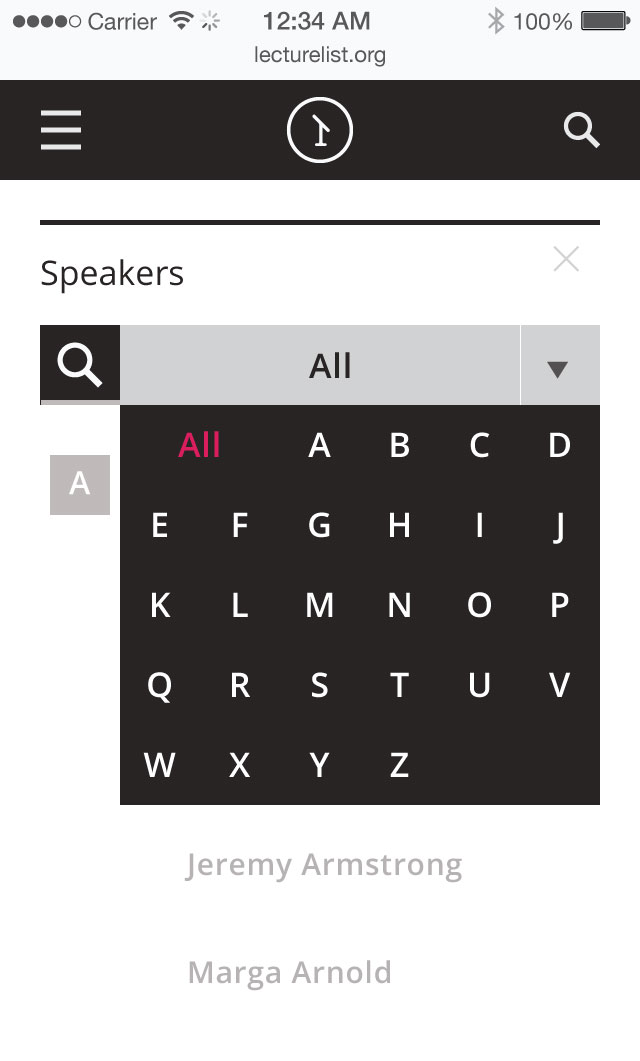 Carrier 12:34 AM 100%
lecturelist.org
Speakers
All
All A B C D
A
E F G H I J
K L M N O P
Q R S T U V
W X Y Z
Jeremy Armstrong
Marga Arnold